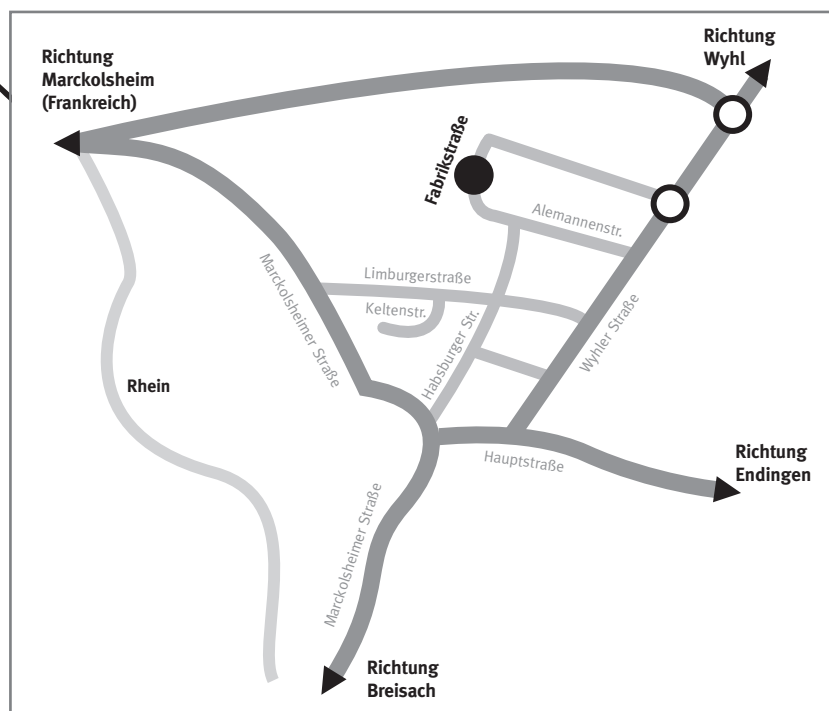 Richtung
Marckolsheim
(Frankreich)
Richtung
Wyhl
Fabrikstraße
Alemannenstr.
Limburgerstraße
Keltenstr.
Marckolsheimer Straße
Habsburger Str.
Wyhler Straße
Rhein
Hauptstraße
Richtung
Endingen
Marckolsheimer Straße
Richtung
Breisach